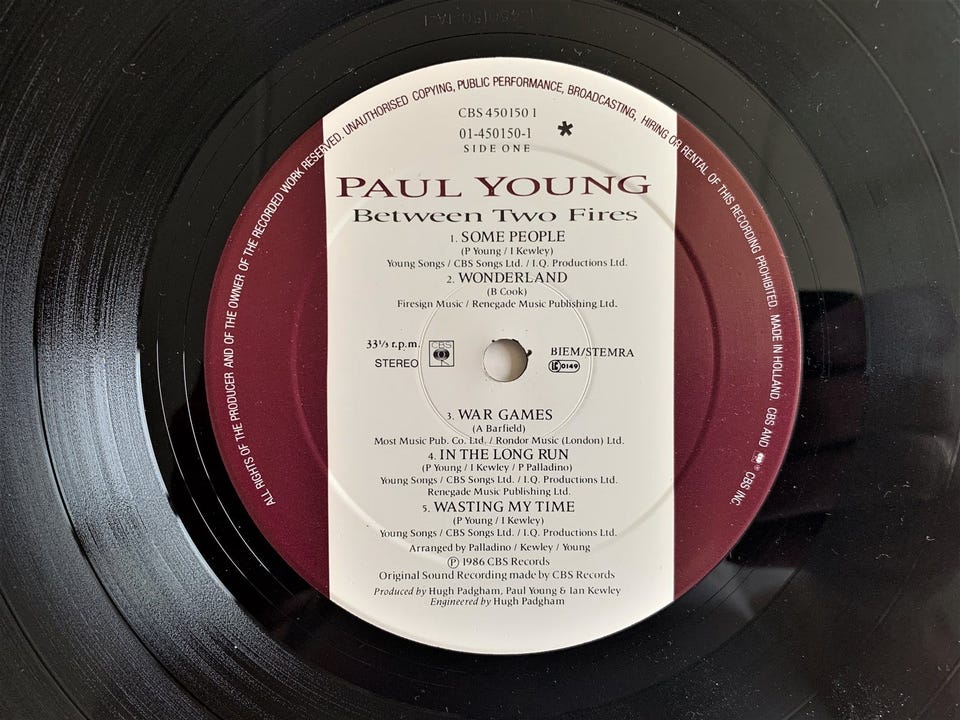 ALL RIGHTS OF THE PRODUCER AND OF THE OWNER OF THE RECORDED WORK RESERVED. UNAUTHORISED COPYING, PUBLIC PERFORMANCE, BROADCASTING, HIRING OR RENTAL OF THIS RECORDING PROHIBITED. MADE IN HOLLAND. CBS AND ® CBS INC.
CBS 450150 1
01-450150-1 *
SIDE ONE
PAUL YOUNG
Between Two Fires
1. SOME PEOPLE
(P Young / I Kewley)
Young Songs / CBS Songs Ltd. / I.Q. Productions Ltd.
2. WONDERLAND
(B Cook)
Firesign Music / Renegade Music Publishing Ltd.
33⅓ r.p.m.
STEREO
CBS
BIEM/STEMRA
LC 0149
3. WAR GAMES
(A Barfield)
Most Music Pub. Co. Ltd. / Rondor Music (London) Ltd.
4. IN THE LONG RUN
(P Young / I Kewley / P Palladino)
Young Songs / CBS Songs Ltd. / I.Q. Productions Ltd.
Renegade Music Publishing Ltd.
5. WASTING MY TIME
(P Young / I Kewley)
Young Songs / CBS Songs Ltd. / I.Q. Productions Ltd.
Arranged by Palladino / Kewley / Young
Ⓟ 1986 CBS Records
Original Sound Recording made by CBS Records
Produced by Hugh Padgham, Paul Young & Ian Kewley
Engineered by Hugh Padgham